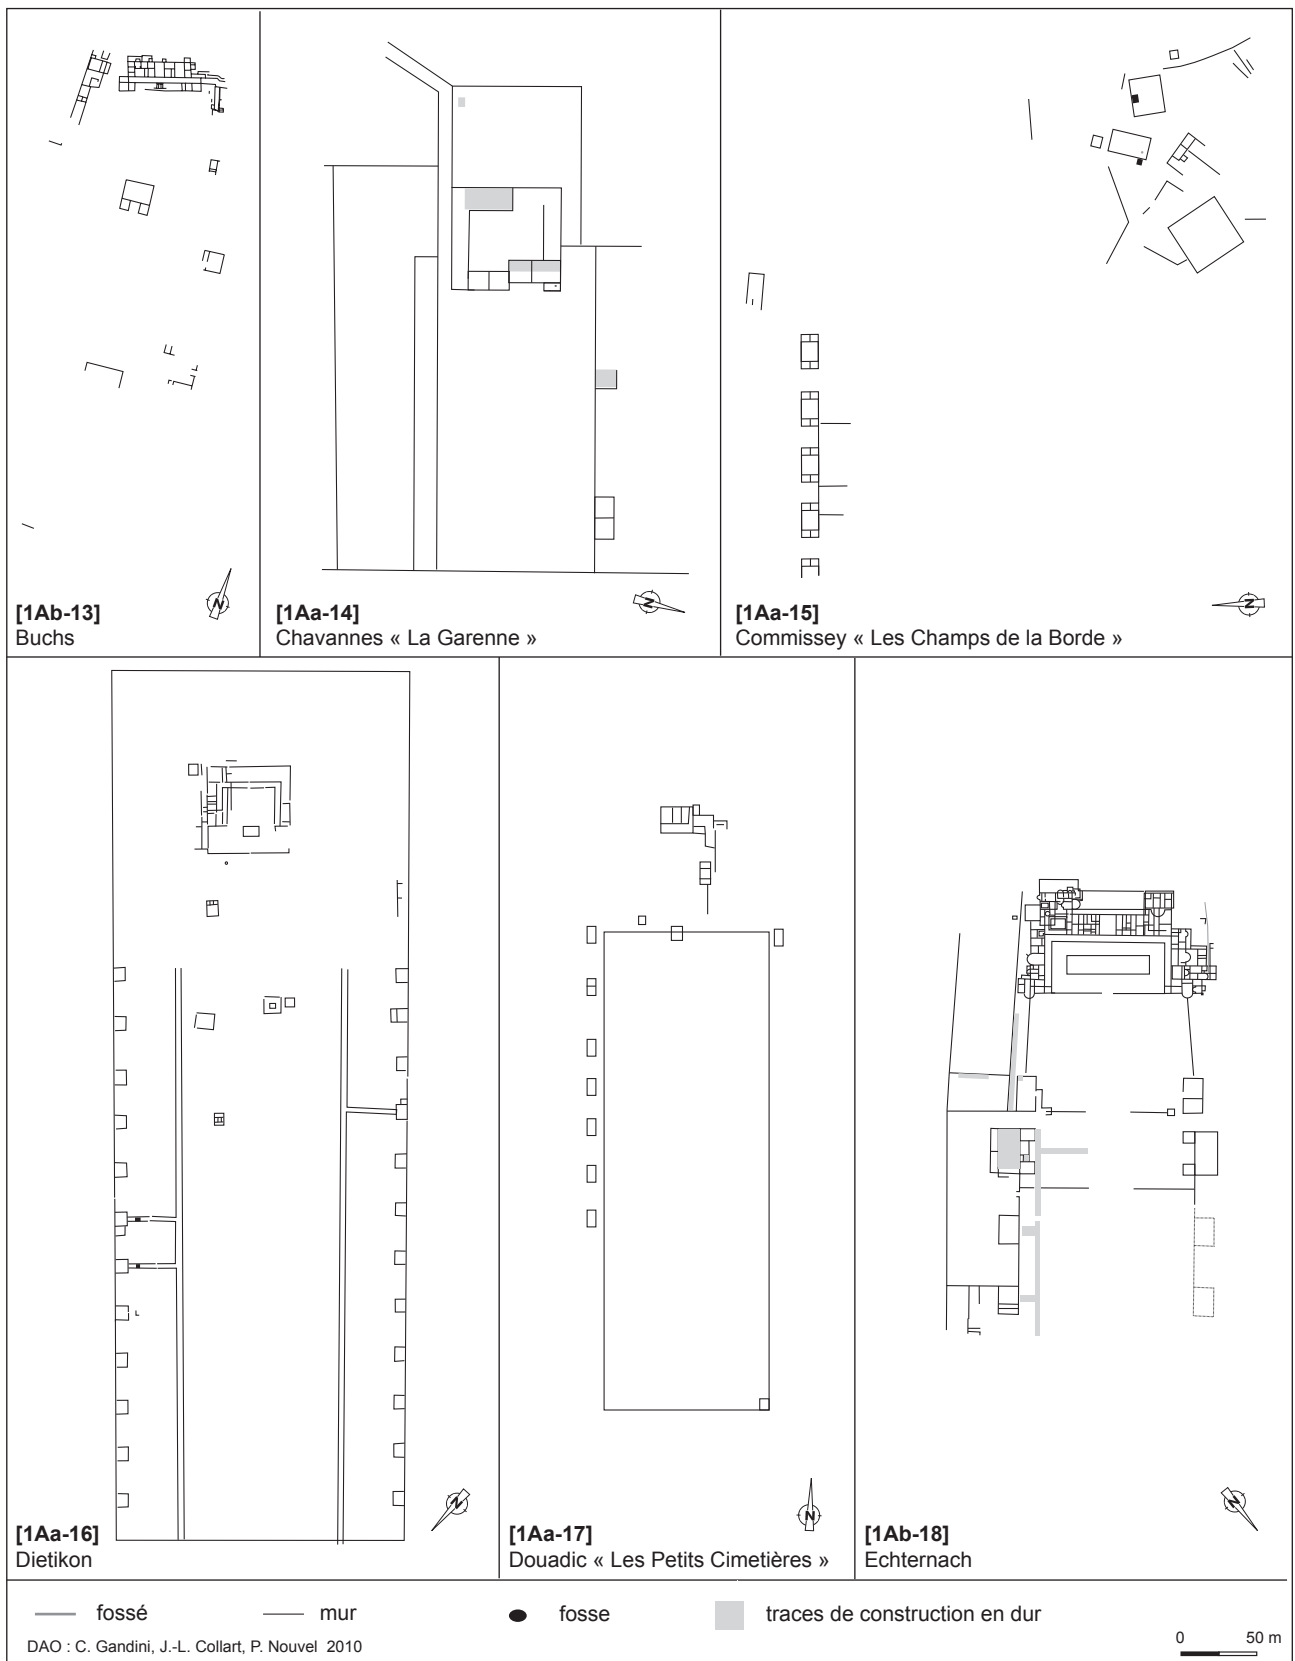 [1Ab-13]
Buchs
N
[1Aa-14]
Chavannes « La Garenne »
N
[1Aa-15]
Commissey « Les Champs de la Borde »
N
[1Aa-16]
Dietikon
N
[1Aa-17]
Douadic « Les Petits Cimetières »
N
[1Ab-18]
Echternach
N
fossé mur fosse traces de construction en dur
DAO : C. Gandini, J.-L. Collart, P. Nouvel 2010
0 50 m